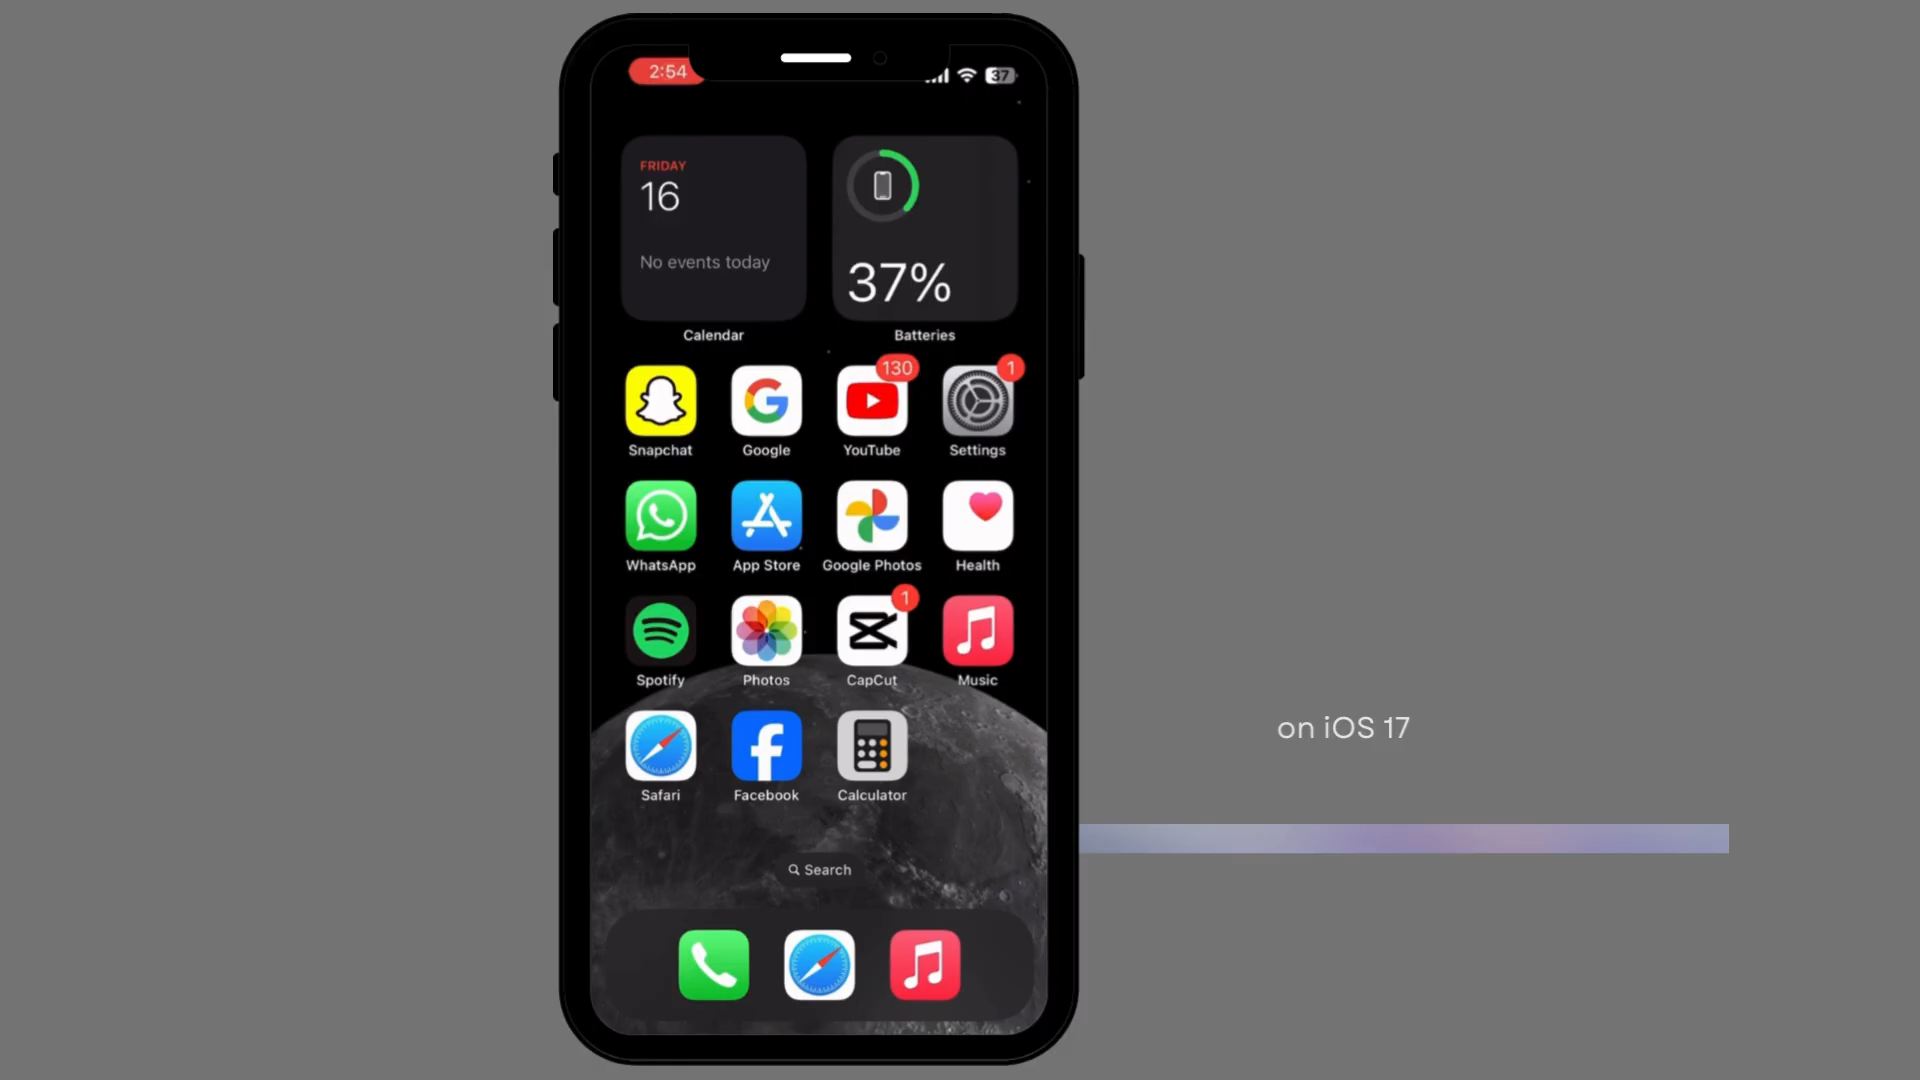 2:54
37
FRIDAY
16
No events today
37%
Calendar
Batteries
130
1
Snapchat
Google
YouTube
Settings
WhatsApp
App Store
Google Photos
Health
1
Spotify
Photos
CapCut
Music
Safari
Facebook
Calculator
Search
on iOS 17